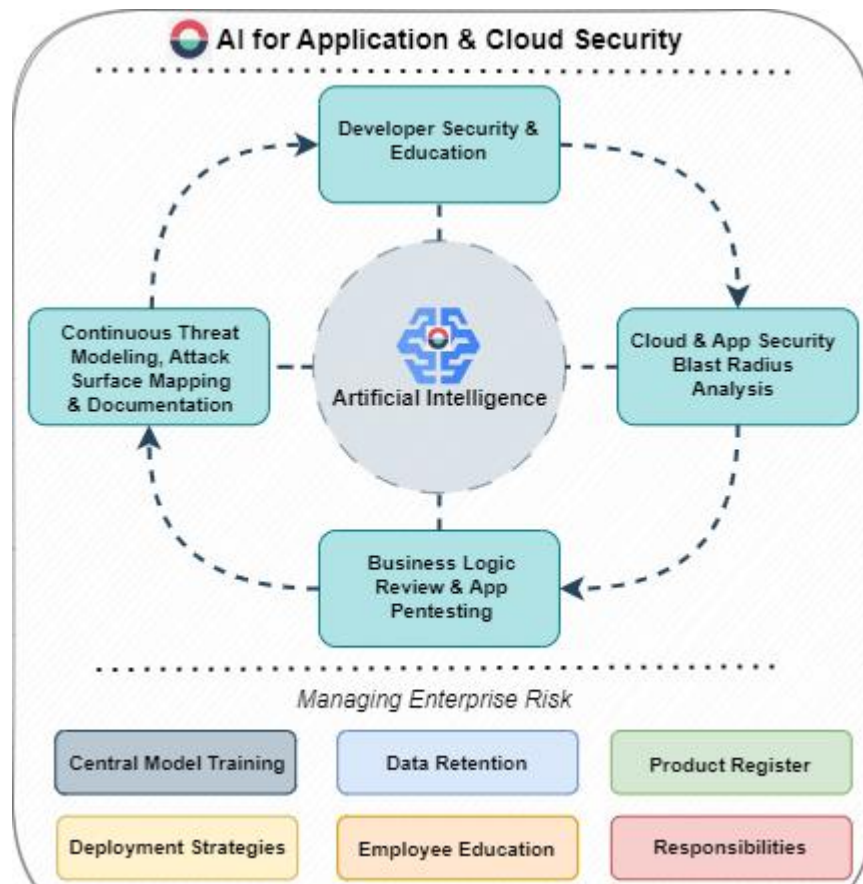 AI for Application & Cloud Security
Developer Security &
Education
Continuous Threat
Modeling, Attack
Surface Mapping
& Documentation
Artificial Intelligence
Cloud & App Security
Blast Radius
Analysis
Business Logic
Review & App
Pentesting
Managing Enterprise Risk
Central Model Training
Data Retention
Product Register
Deployment Strategies
Employee Education
Responsibilities